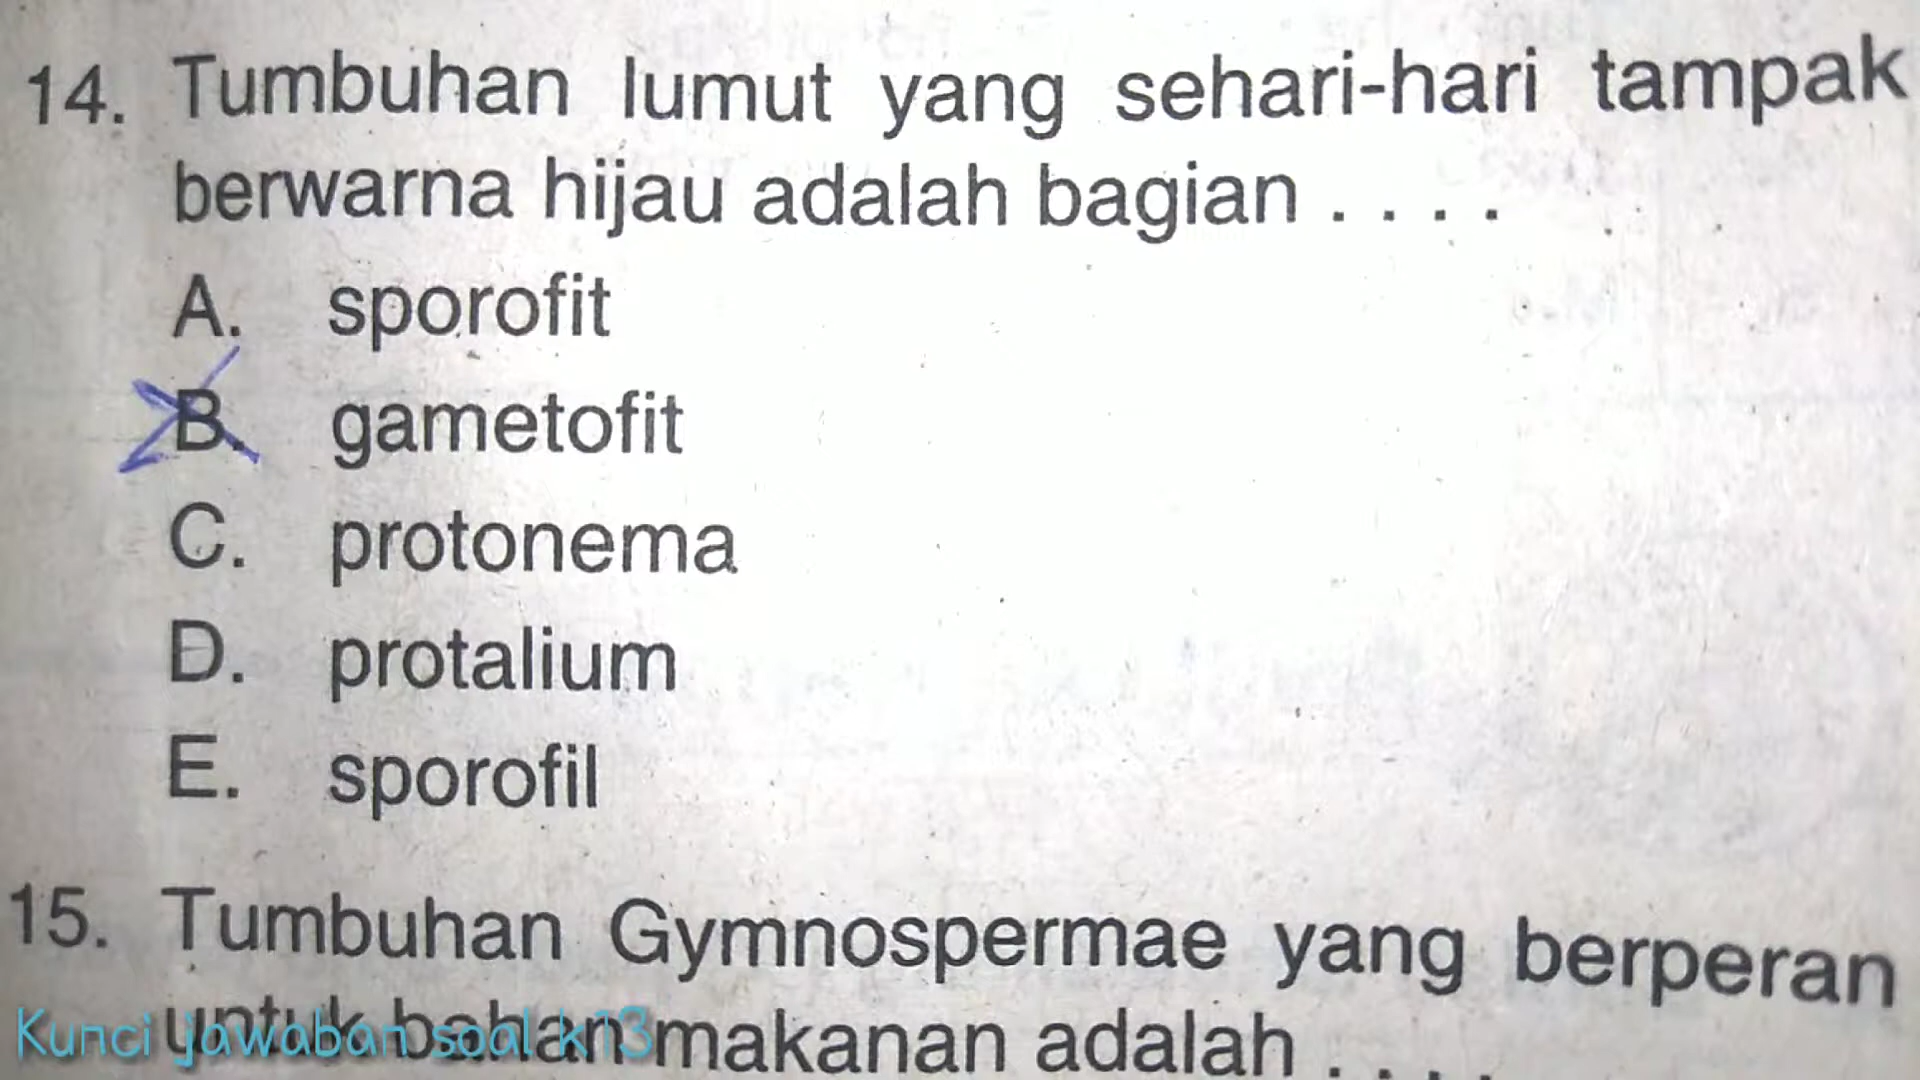 14. Tumbuhan lumut yang sehari-hari tampak
berwarna hijau adalah bagian . . . .
A. sporofit
B. gametofit
C. protonema
D. protalium
E. sporofil
15. Tumbuhan Gymnospermae yang berperan
untuk bahan makanan adalah . . . .
Kunci jawaban soal k13